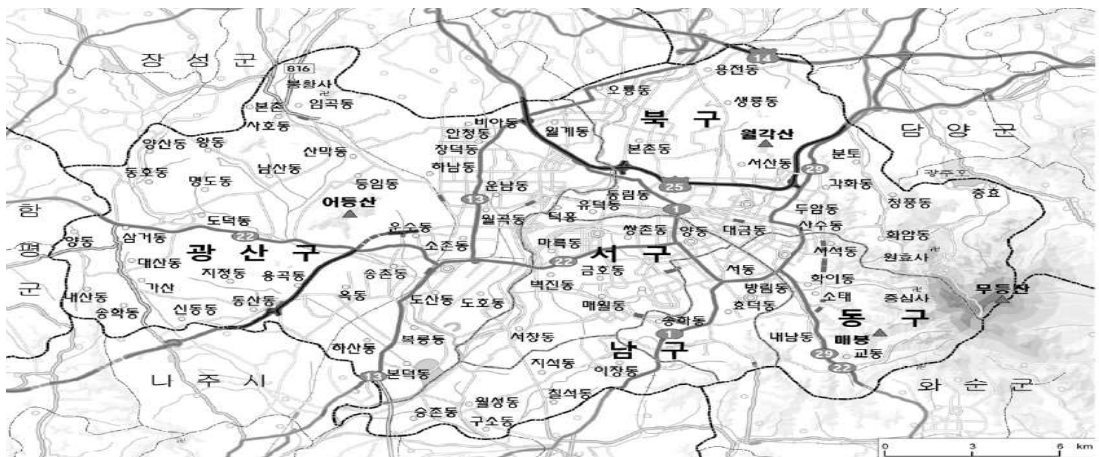 장 성 군
816
봉황사
임곡동
본촌
사호동
양산동
왕동
산막동
남산동
동호동
명도동
등임동
어등산
도덕동
22
운수동
함 평 군
양동
삼거동
광 산 구
대산동
지정동
용곡동
가산
내산동
송학동
신동동
동산동
송촌동
옥동
소촌동
도산동
도호동
하산동
복룡동
본덕동
13
나 주 시
승촌동
구소동
월성동
칠석동
지석동
이장동
서창동
14
용전동
오룡동
생룡동
북 구
비아동
월계동
안청동
장덕동
하남동
본촌동
월각산
서산동
분토
29
담 양 군
광주호
충효
각화동
청풍동
운남동
13
월곡동
25
동림동
유덕동
덕흥
1
쌍촌동
양동
대금동
두암동
산수동
화암동
마륵동
서 구
22
금호동
벽진동
매월동
서동
서석동
원효사
학이동
방림동
소태
증심사
무등산
효덕동
송학동
1
남 구
내남동
동 구
매봉
교동
29
22
화 순 군
0 3 6 km